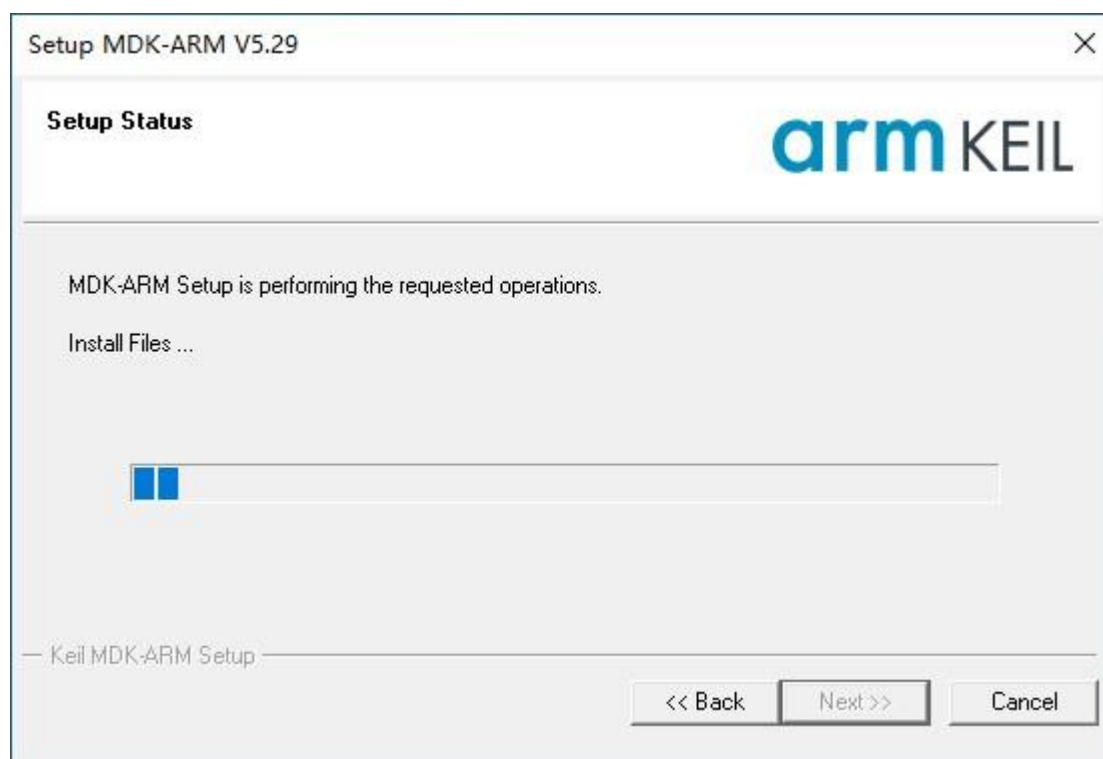 Setup MDK-ARM V5.29
Setup Status
arm KEIL
MDK-ARM Setup is performing the requested operations.
Install Files ...
Keil MDK-ARM Setup
<< Back
Next >>
Cancel